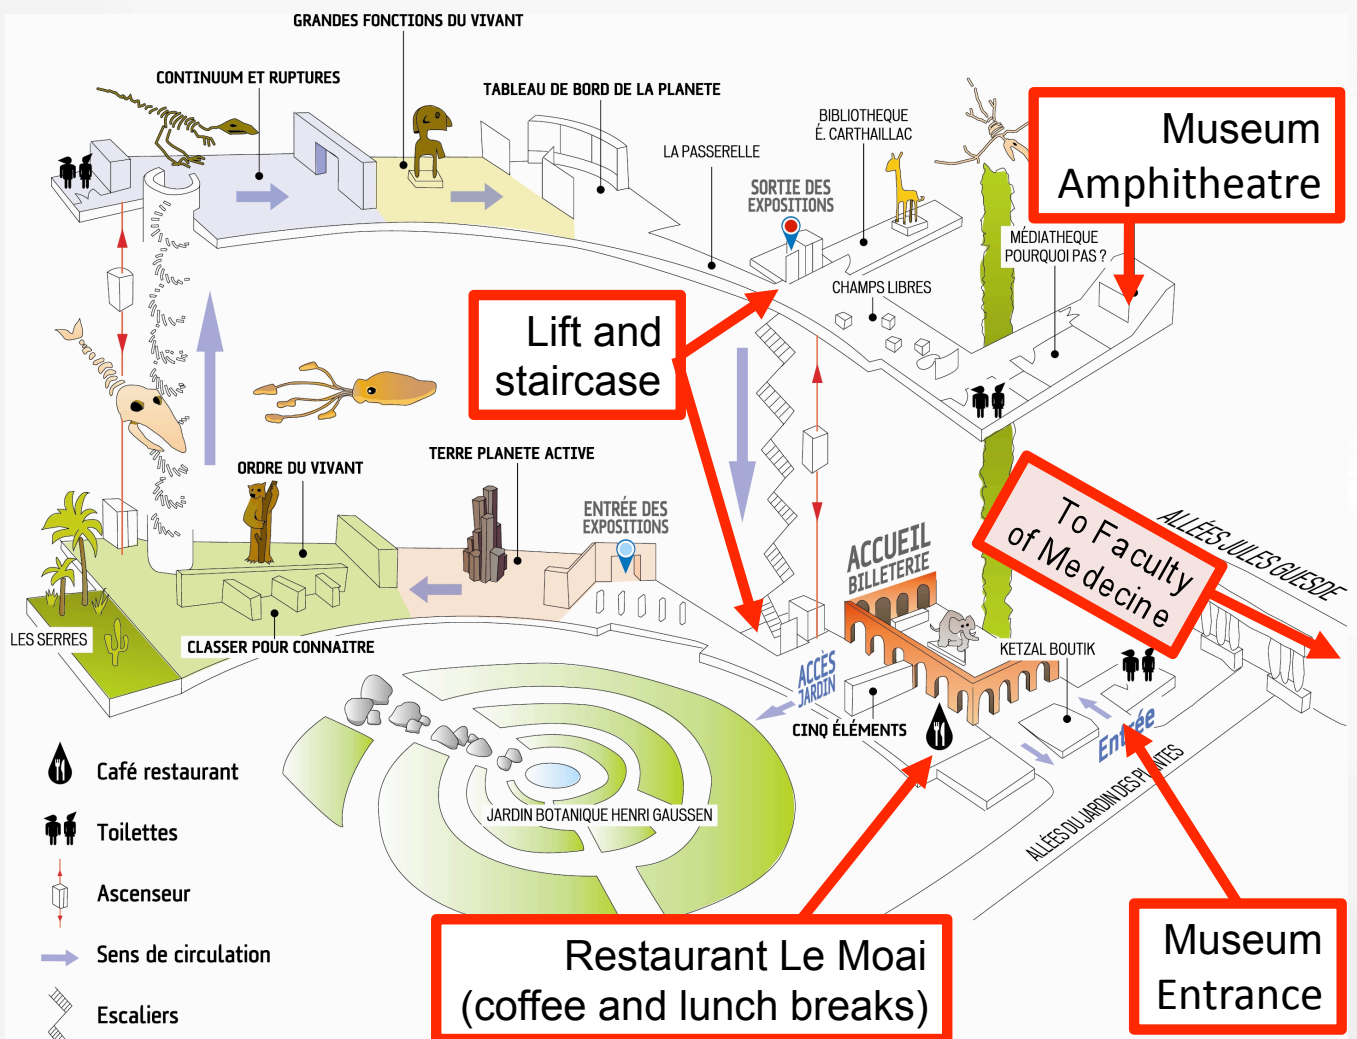 GRANDES FONCTIONS DU VIVANT
CONTINUUM ET RUPTURES
TABLEAU DE BORD DE LA PLANETE
BIBLIOTHEQUE
É. CARTHAILLAC
LA PASSERELLE
SORTIE DES
EXPOSITIONS
Museum
Amphitheatre
MÉDIATHEQUE
POURQUOI PAS ?
CHAMPS LIBRES
Lift and
staircase
ORDRE DU VIVANT
TERRE PLANETE ACTIVE
ENTRÉE DES
EXPOSITIONS
ACCUEIL
BILLETERIE
To Faculty
of Medecine
ALLÉES JULES GUESDE
LES SERRES
CLASSER POUR CONNAITRE
KETZAL BOUTIK
ACCÈS
JARDIN
CINQ ÉLÉMENTS
Entrée
ALLÉES DU JARDIN DES PLANTES
JARDIN BOTANIQUE HENRI GAUSSEN
Café restaurant
Toilettes
Ascenseur
Sens de circulation
Escaliers
Restaurant Le Moai
(coffee and lunch breaks)
Museum
Entrance